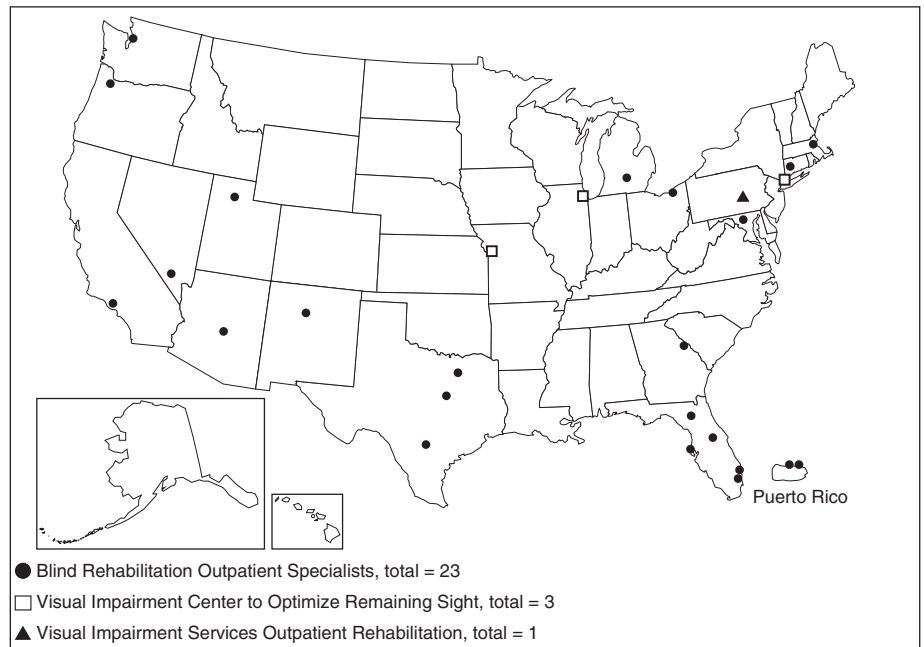 Puerto Rico
Blind Rehabilitation Outpatient Specialists, total = 23
Visual Impairment Center to Optimize Remaining Sight, total = 3
Visual Impairment Services Outpatient Rehabilitation, total = 1